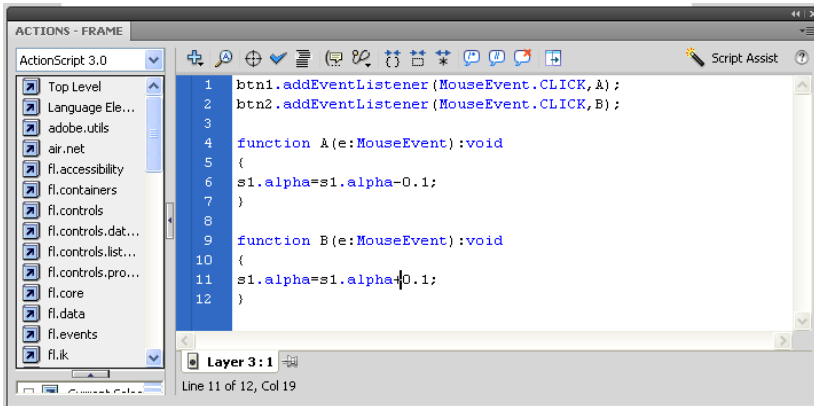 ACTIONS - FRAME
ActionScript 3.0
Script Assist
Top Level
Language Ele...
adobe.utils
air.net
fl.accessibility
fl.containers
fl.controls
fl.controls.dat...
fl.controls.list...
fl.controls.pro...
fl.core
fl.data
fl.events
fl.ik
1 btn1.addEventListener(MouseEvent.CLICK,A);
2 btn2.addEventListener(MouseEvent.CLICK,B);
3
4 function A(e:MouseEvent):void
5 {
6 s1.alpha=s1.alpha-0.1;
7 }
8
9 function B(e:MouseEvent):void
10 {
11 s1.alpha=s1.alpha+0.1;
12 }
Layer 3 : 1
Line 11 of 12, Col 19